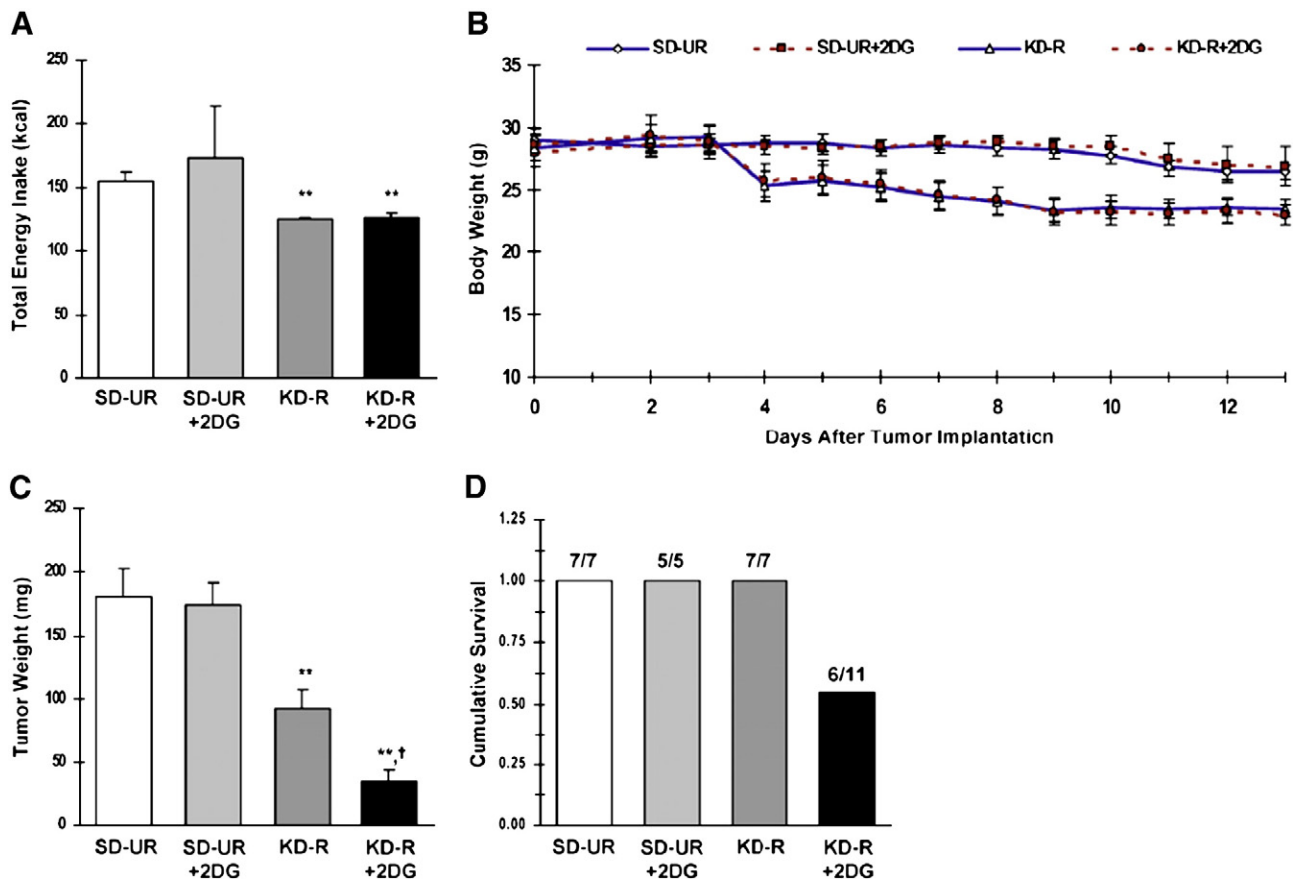 A
250
200
150
100
50
0
Total Energy Inake (kcal)
** **
SD-UR SD-UR +2DG KD-R KD-R +2DG
B
SD-UR SD-UR+2DG KD-R KD-R+2DG
35
30
25
20
15
10
Body Weight (g)
0 2 4 6 8 10 12
Days After Tumor Implantation
C
250
200
150
100
50
0
Tumor Weight (mg)
**
**,†
SD-UR SD-UR +2DG KD-R KD-R +2DG
D
1.25
1.00
0.75
0.50
0.25
0.00
Cumulative Survival
7/7 5/5 7/7
6/11
SD-UR SD-UR +2DG KD-R KD-R +2DG